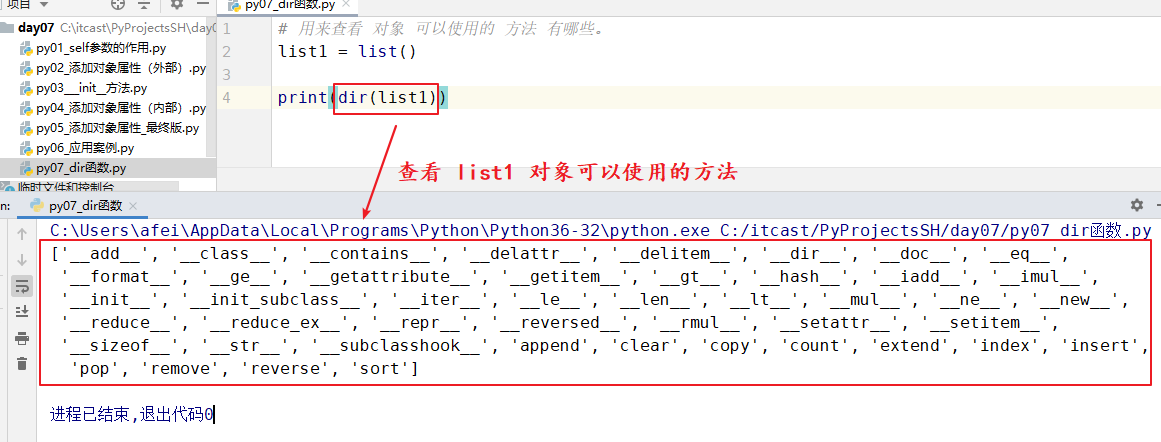 项目
py07_dir函数.py
day07 C:\itcast\PyProjectsSH\day0
py01_self参数的作用.py
py02_添加对象属性（外部）.py
py03___init__方法.py
py04_添加对象属性（内部）.py
py05_添加对象属性_最终版.py
py06_应用案例.py
py07_dir函数.py
临时文件和控制台
1 # 用来查看 对象 可以使用的 方法 有哪些。
2 list1 = list()
3
4 print(dir(list1))
查看 list1 对象可以使用的方法
n: py07_dir函数
C:\Users\afei\AppData\Local\Programs\Python\Python36-32\python.exe C:/itcast/PyProjectsSH/day07/py07_dir函数.py
['__add__', '__class__', '__contains__', '__delattr__', '__delitem__', '__dir__', '__doc__', '__eq__',
'__format__', '__ge__', '__getattribute__', '__getitem__', '__gt__', '__hash__', '__iadd__', '__imul__',
'__init__', '__init_subclass__', '__iter__', '__le__', '__len__', '__lt__', '__mul__', '__ne__', '__new__',
'__reduce__', '__reduce_ex__', '__repr__', '__reversed__', '__rmul__', '__setattr__', '__setitem__',
'__sizeof__', '__str__', '__subclasshook__', 'append', 'clear', 'copy', 'count', 'extend', 'index', 'insert',
'pop', 'remove', 'reverse', 'sort']
进程已结束,退出代码0